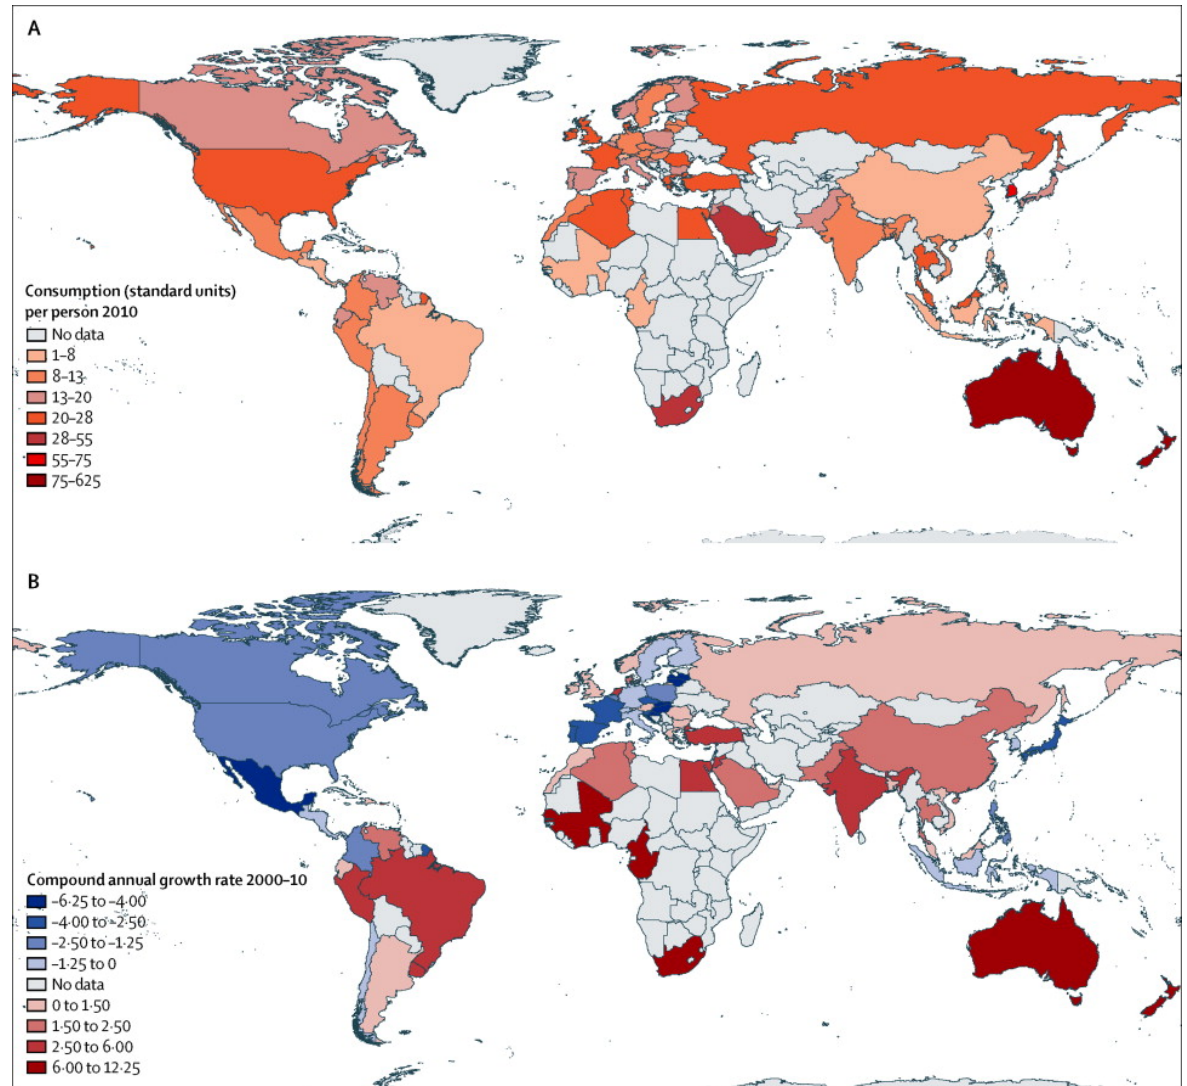 A
Consumption (standard units)
per person 2010
No data
1–8
8–13
13–20
20–28
28–55
55–75
75–625
B
Compound annual growth rate 2000–10
–6·25 to –4·00
–4·00 to –2·50
–2·50 to –1·25
–1·25 to 0
No data
0 to 1·50
1·50 to 2·50
2·50 to 6·00
6·00 to 12·25